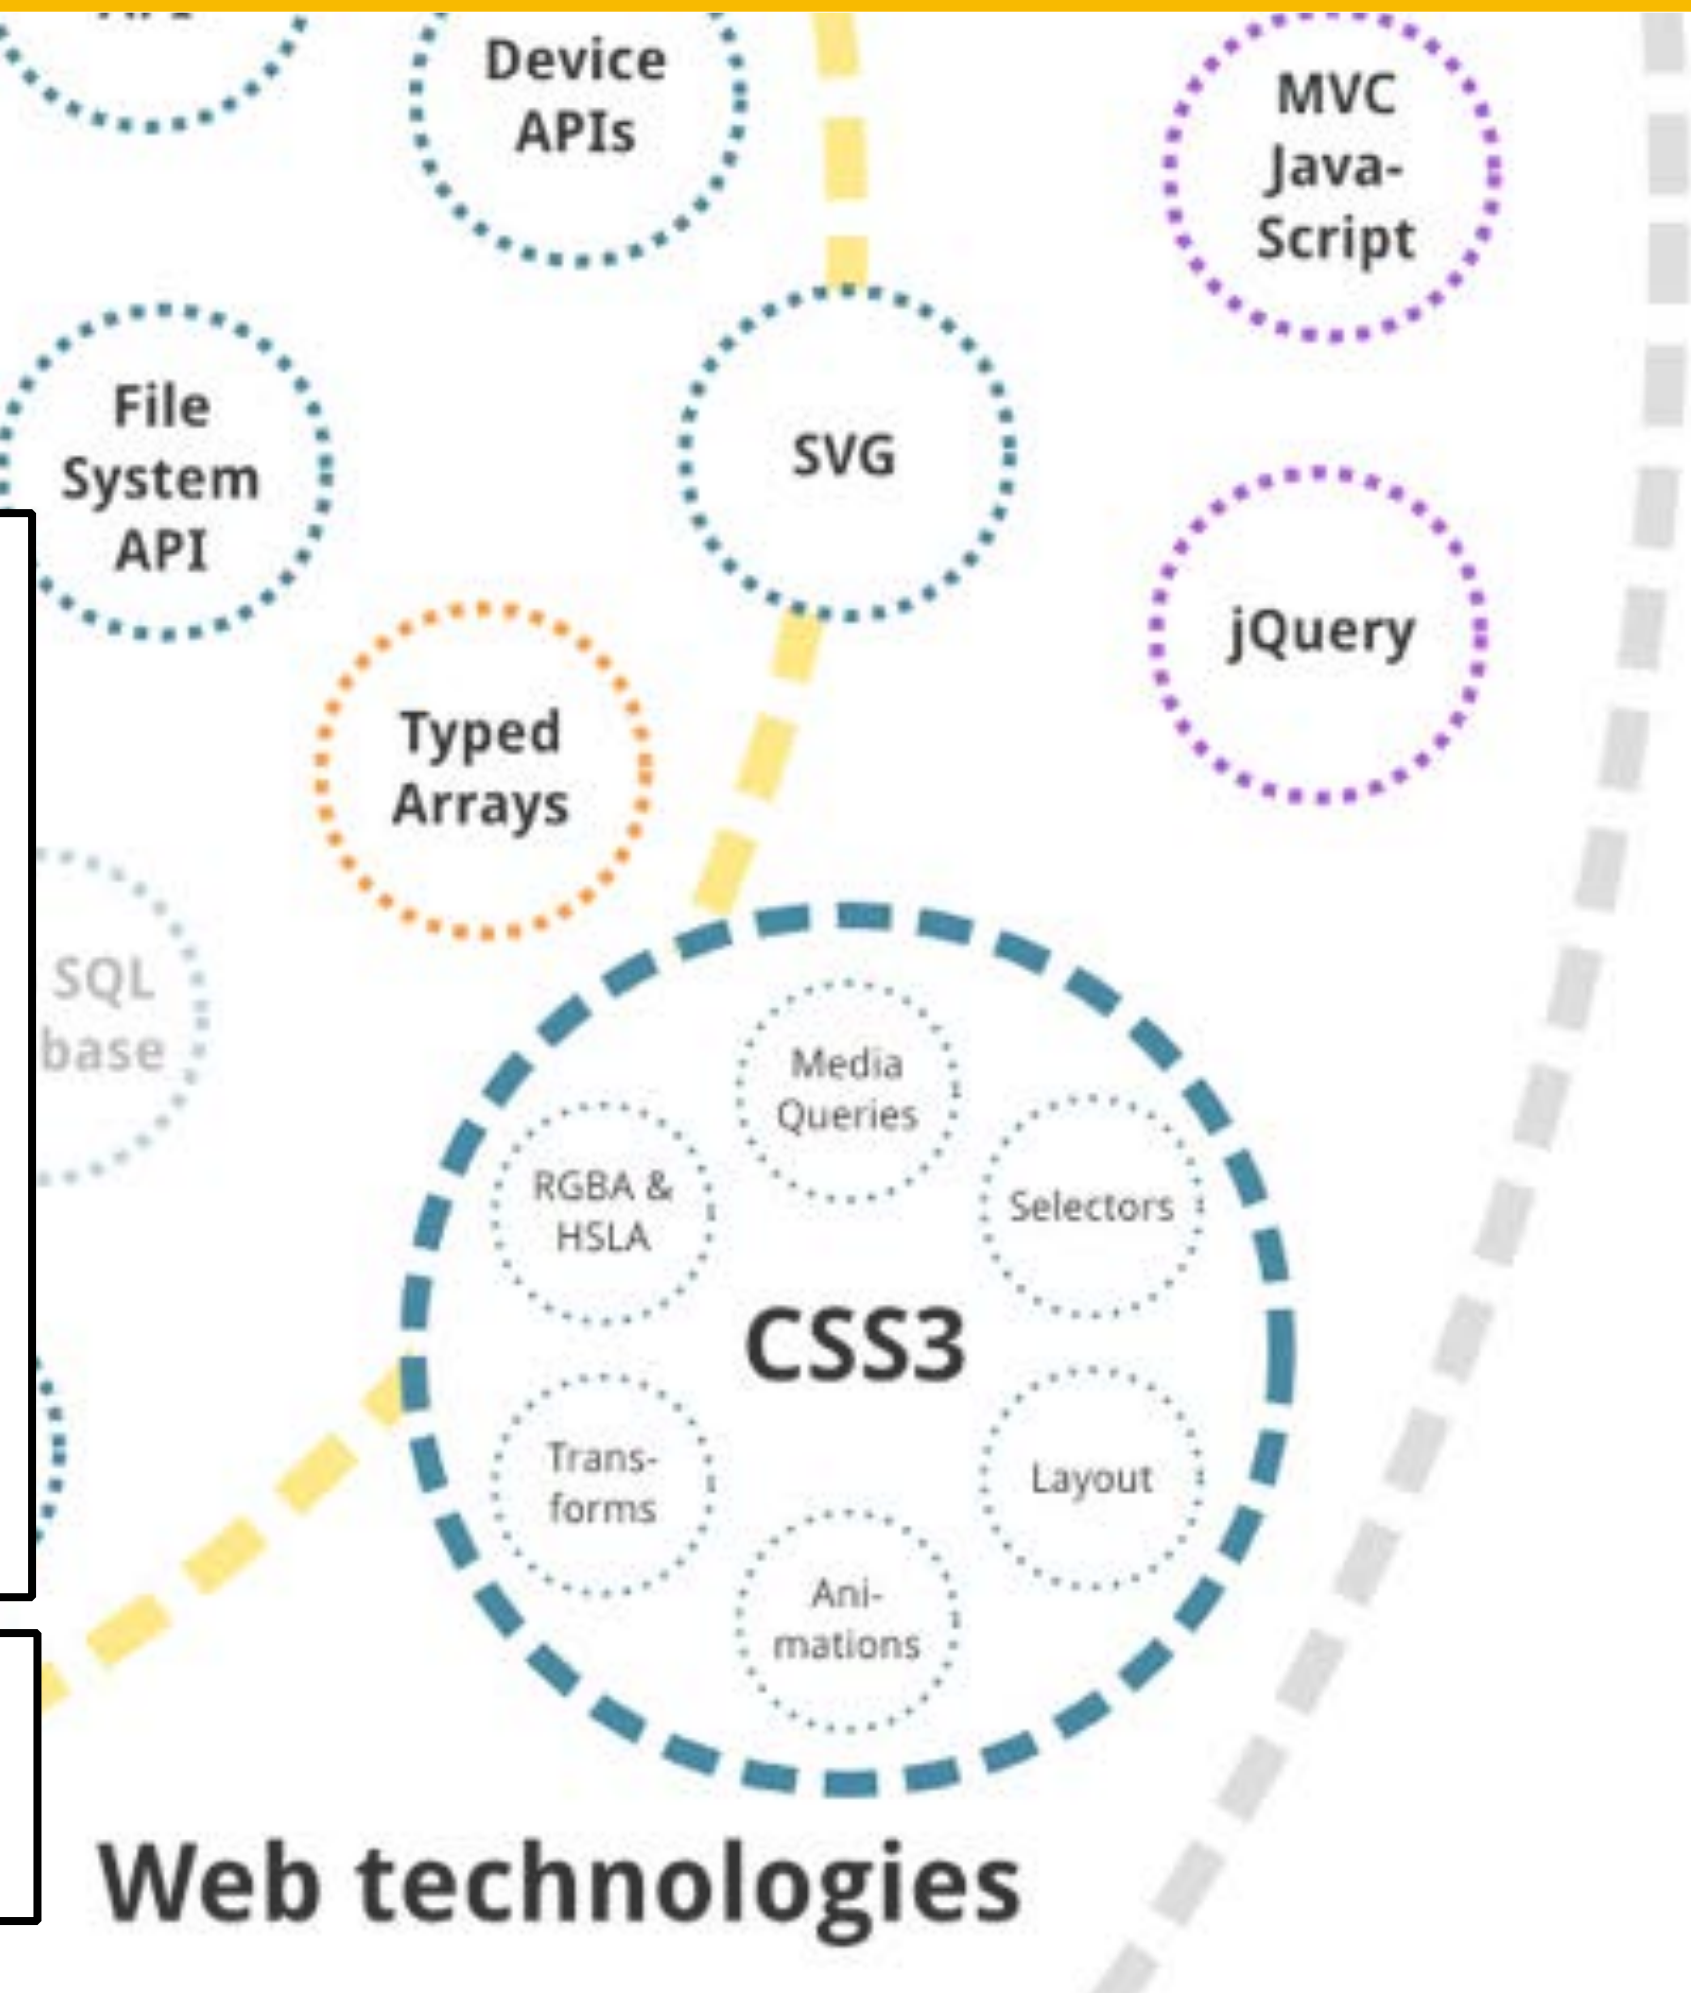 API
Device
APIs
MVC
Java-
Script
File
System
API
SVG
jQuery
Typed
Arrays
SQL
base
Media
Queries
RGBA &
HSLA
Selectors
CSS3
Trans-
forms
Layout
Ani-
mations
Web technologies